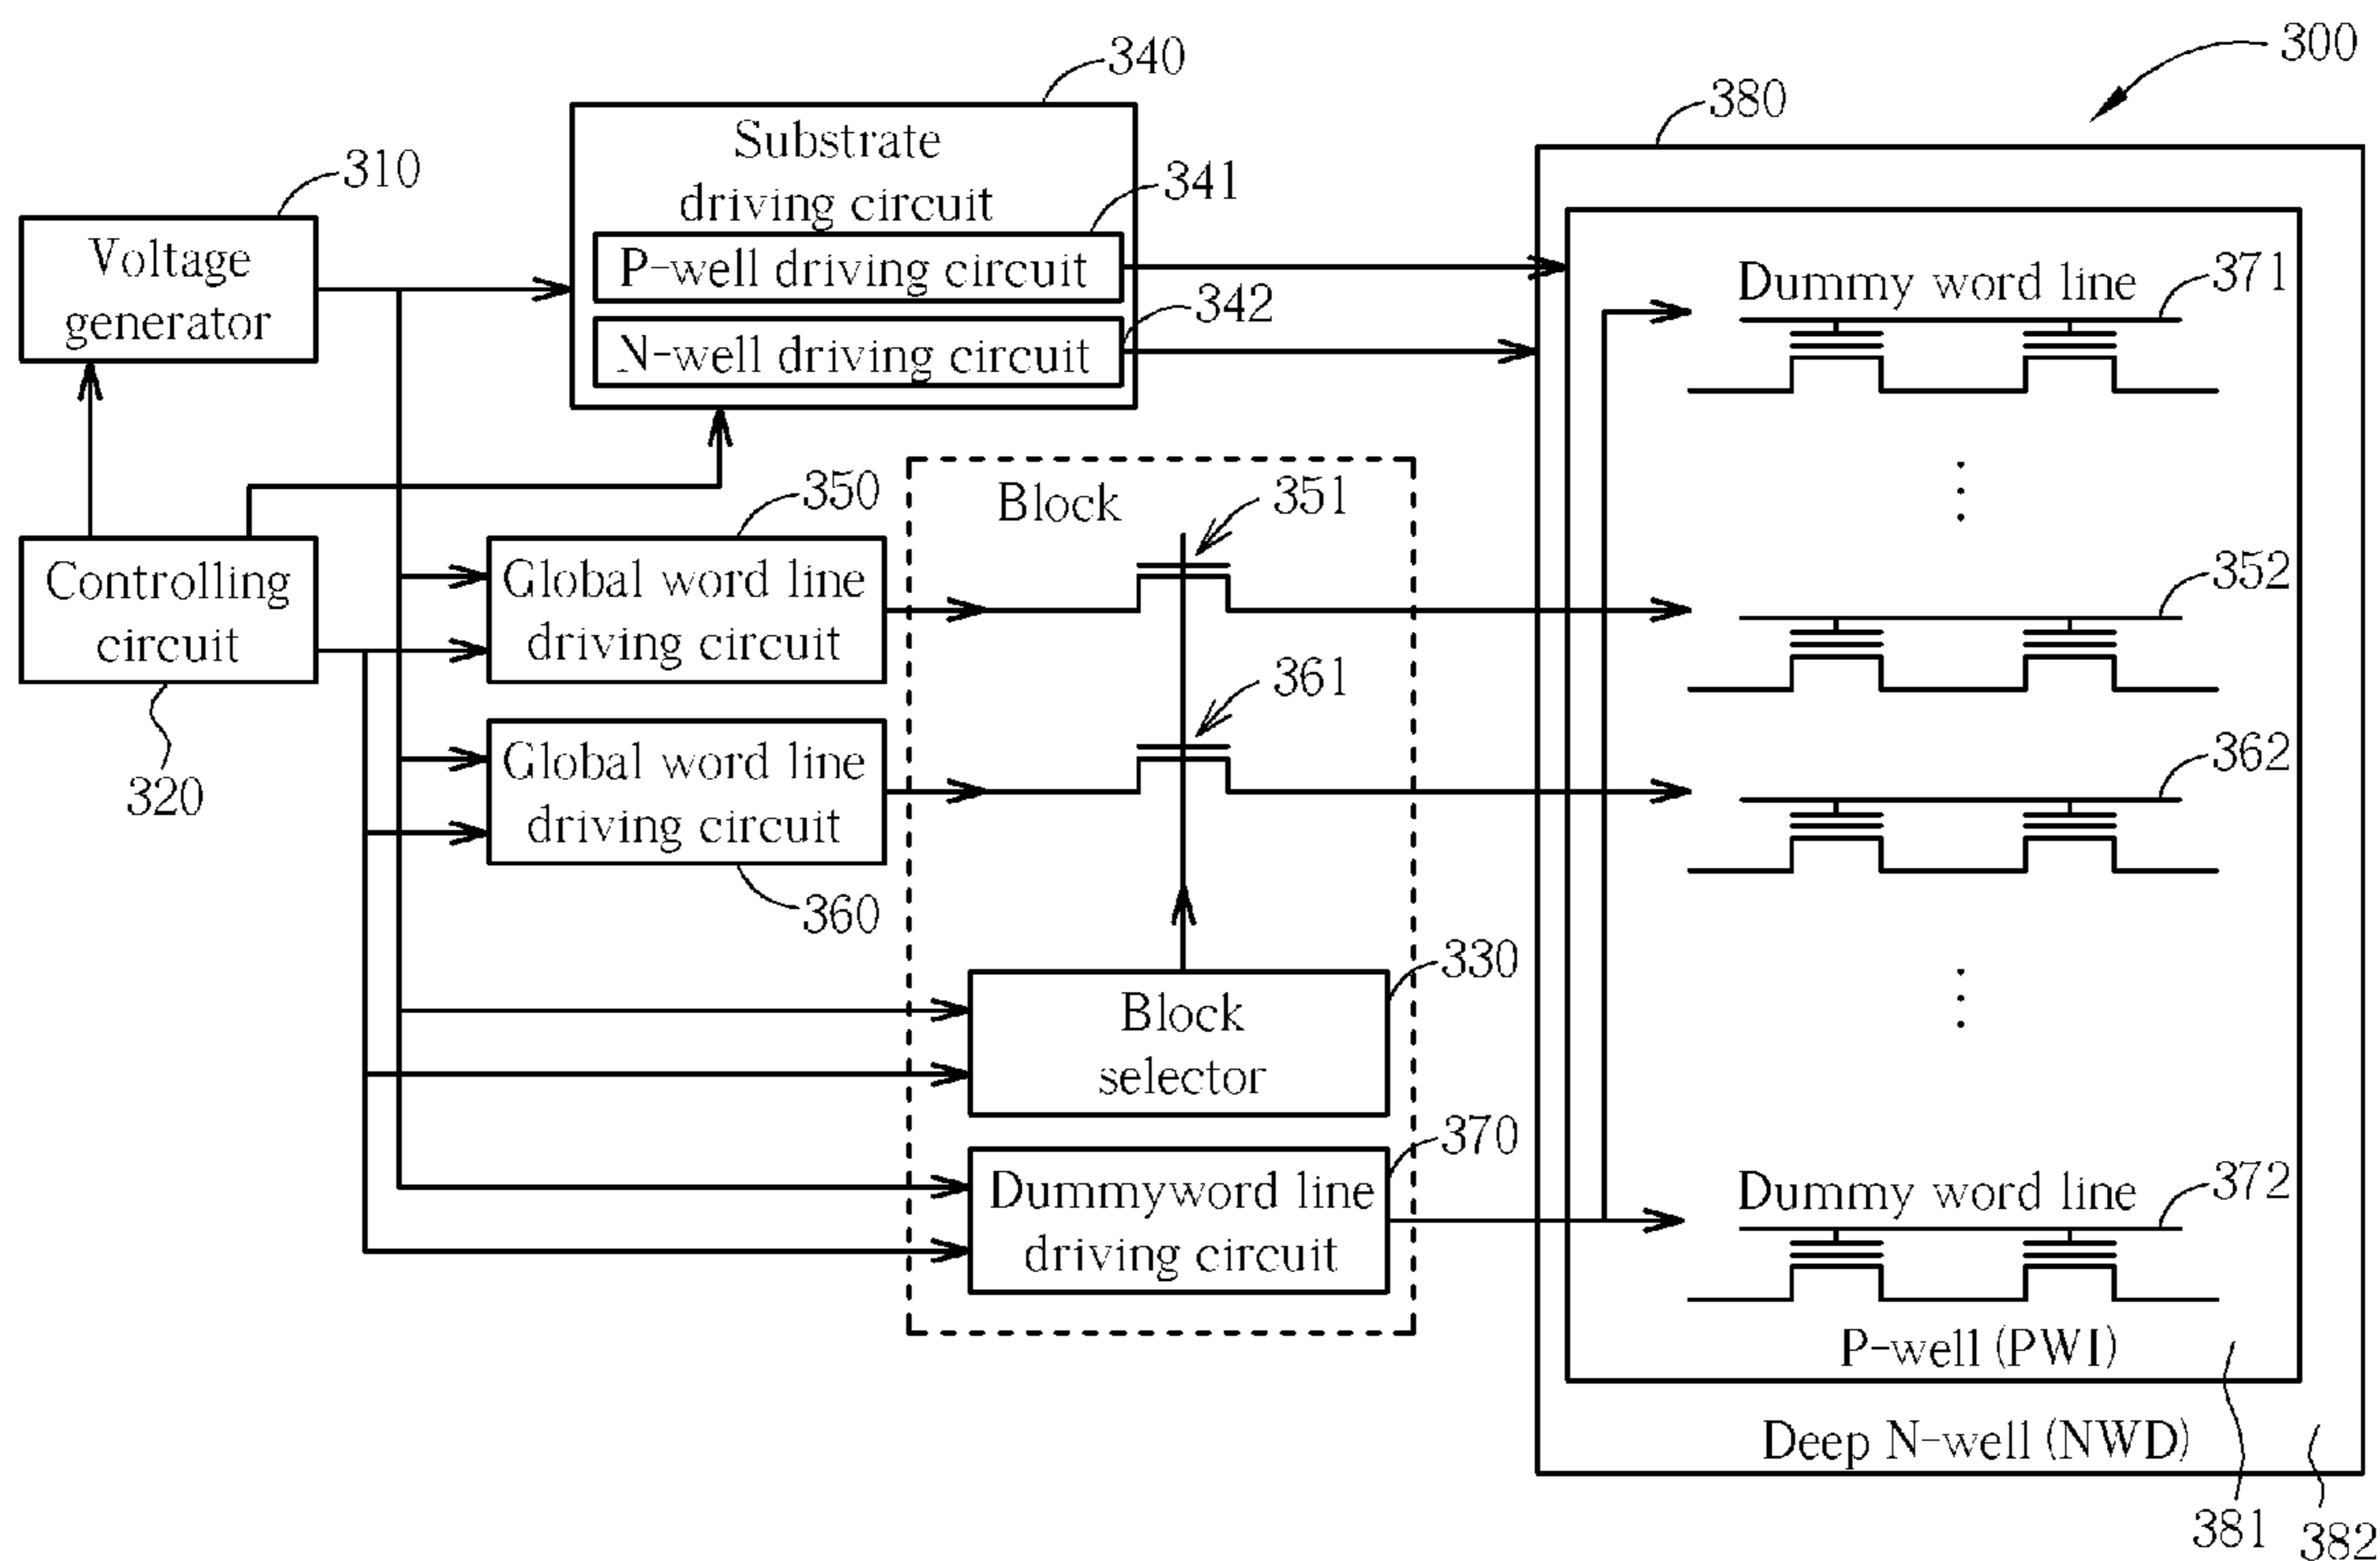 300
340
380
Substrate
driving circuit
310
341
Voltage
generator
P-well driving circuit
342
N-well driving circuit
Dummy word line
371
350
Block
351
Controlling
circuit
Global word line
driving circuit
352
361
320
Global word line
driving circuit
362
360
330
Block
selector
370
Dummyword line
driving circuit
Dummy word line
372
P-well (PWI)
Deep N-well (NWD)
381
382